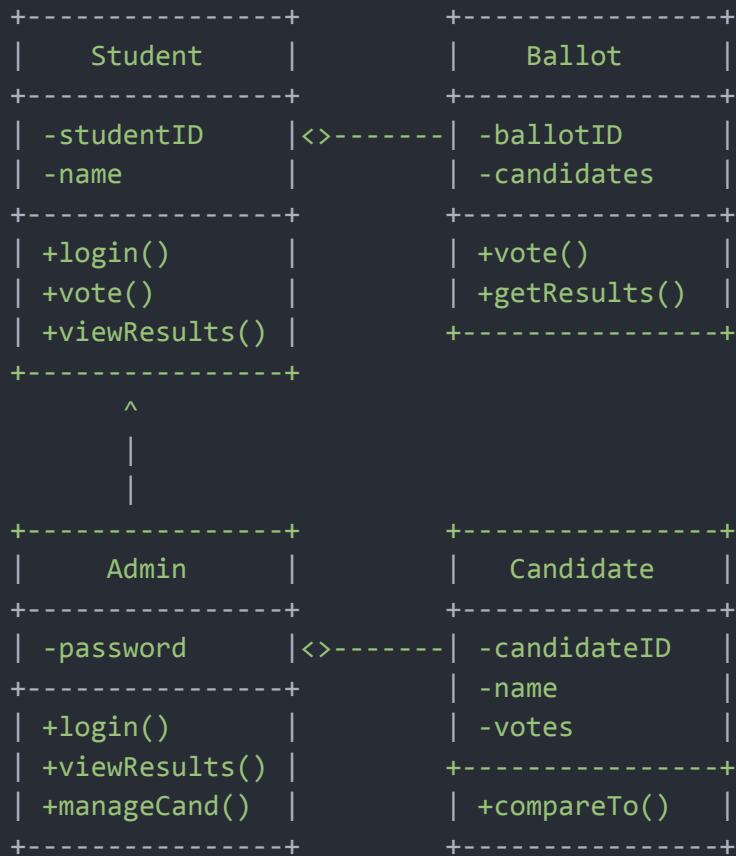 +----------------+         +----------------+
|    Student     |         |    Ballot      |
+----------------+         +----------------+
| -studentID     |<>-------| -ballotID      |
| -name          |         | -candidates    |
+----------------+         +----------------+
| +login()       |         | +vote()        |
| +vote()        |         | +getResults()  |
| +viewResults() |         +----------------+
+----------------+
       ^
       |
       |
+----------------+         +----------------+
|     Admin      |         |   Candidate    |
+----------------+         +----------------+
| -password      |<>-------| -candidateID   |
+----------------+         | -name          |
| +login()       |         | -votes         |
| +viewResults() |         +----------------+
| +manageCand()  |         | +compareTo()   |
+----------------+         +----------------+